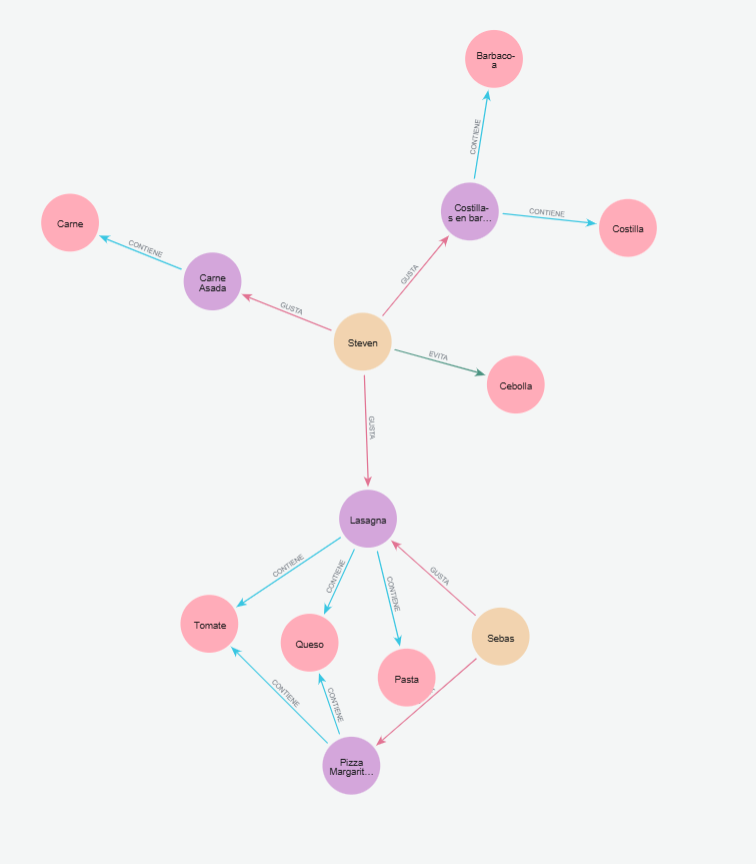 Barbaco-
a
CONTIENE
Costilla-
s en bar…
CONTIENE
Costilla
Carne
CONTIENE
Carne
Asada
GUSTA
GUSTA
Steven
EVITA
Cebolla
GUSTA
Lasagna
CONTIENE
CONTIENE
CONTIENE
GUSTA
Tomate
Queso
Pasta
Sebas
CONTIENE
CONTIENE
Pizza
Margarit…